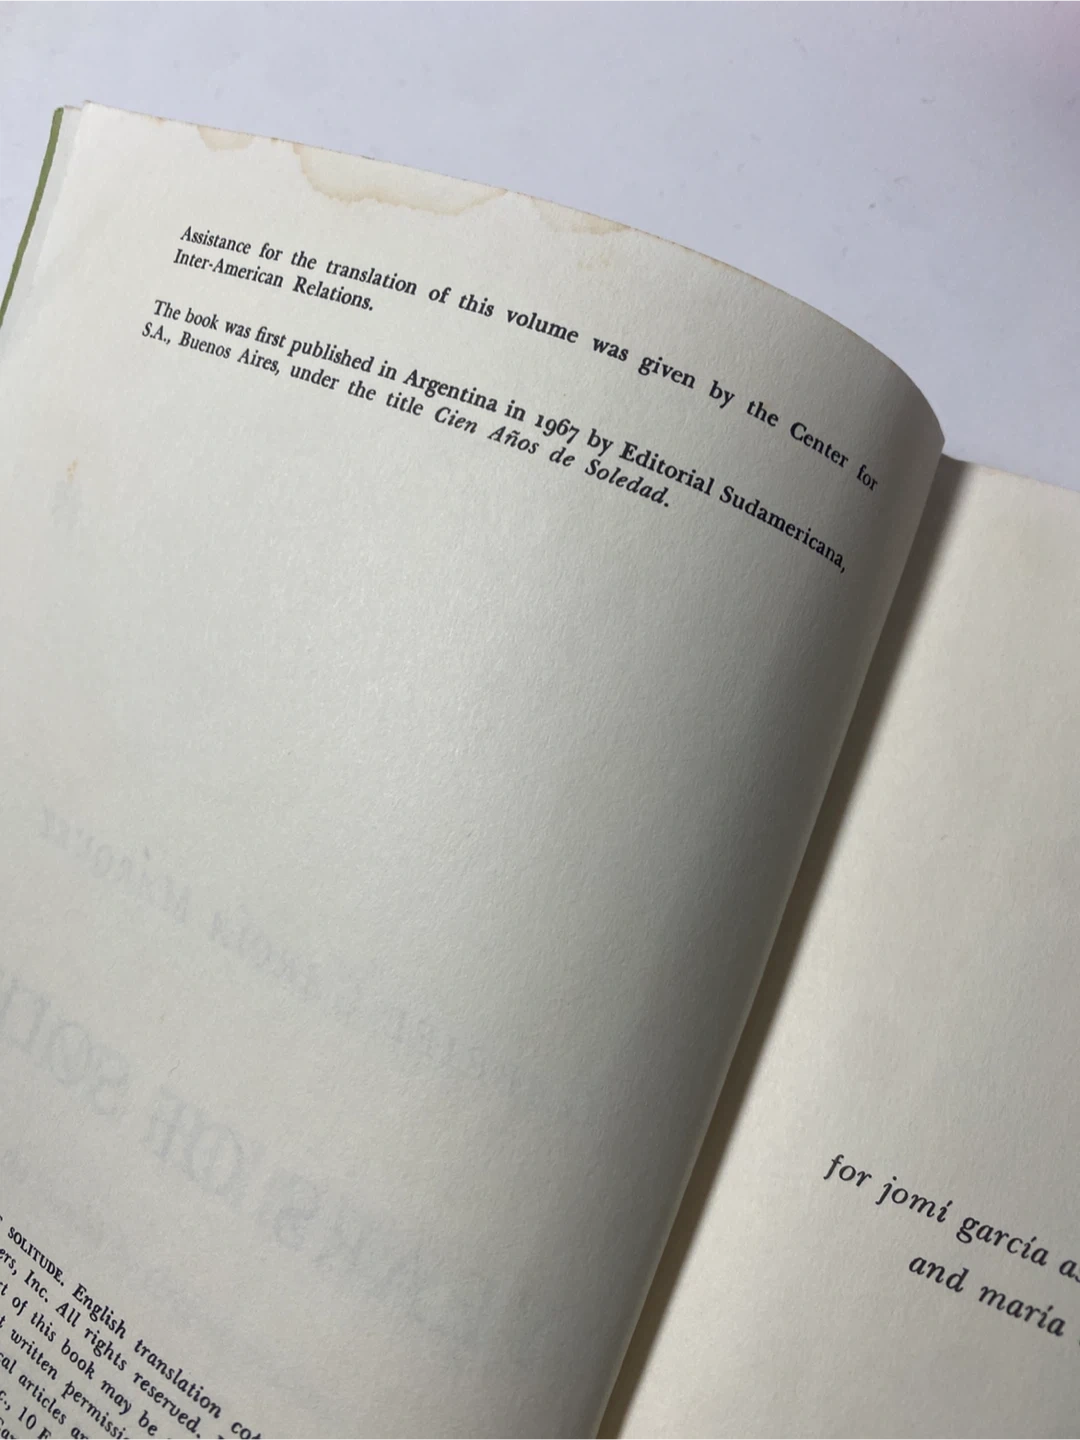 Assistance for the translation of this volume was given by the Center for
Inter-American Relations.
The book was first published in Argentina in 1967 by Editorial Sudamericana,
S.A., Buenos Aires, under the title Cien Años de Soledad.
SOLITUDE. English translation
Inc. All rights reserved.
of this book may be
written
articles
10
for jomí garcía
and maría